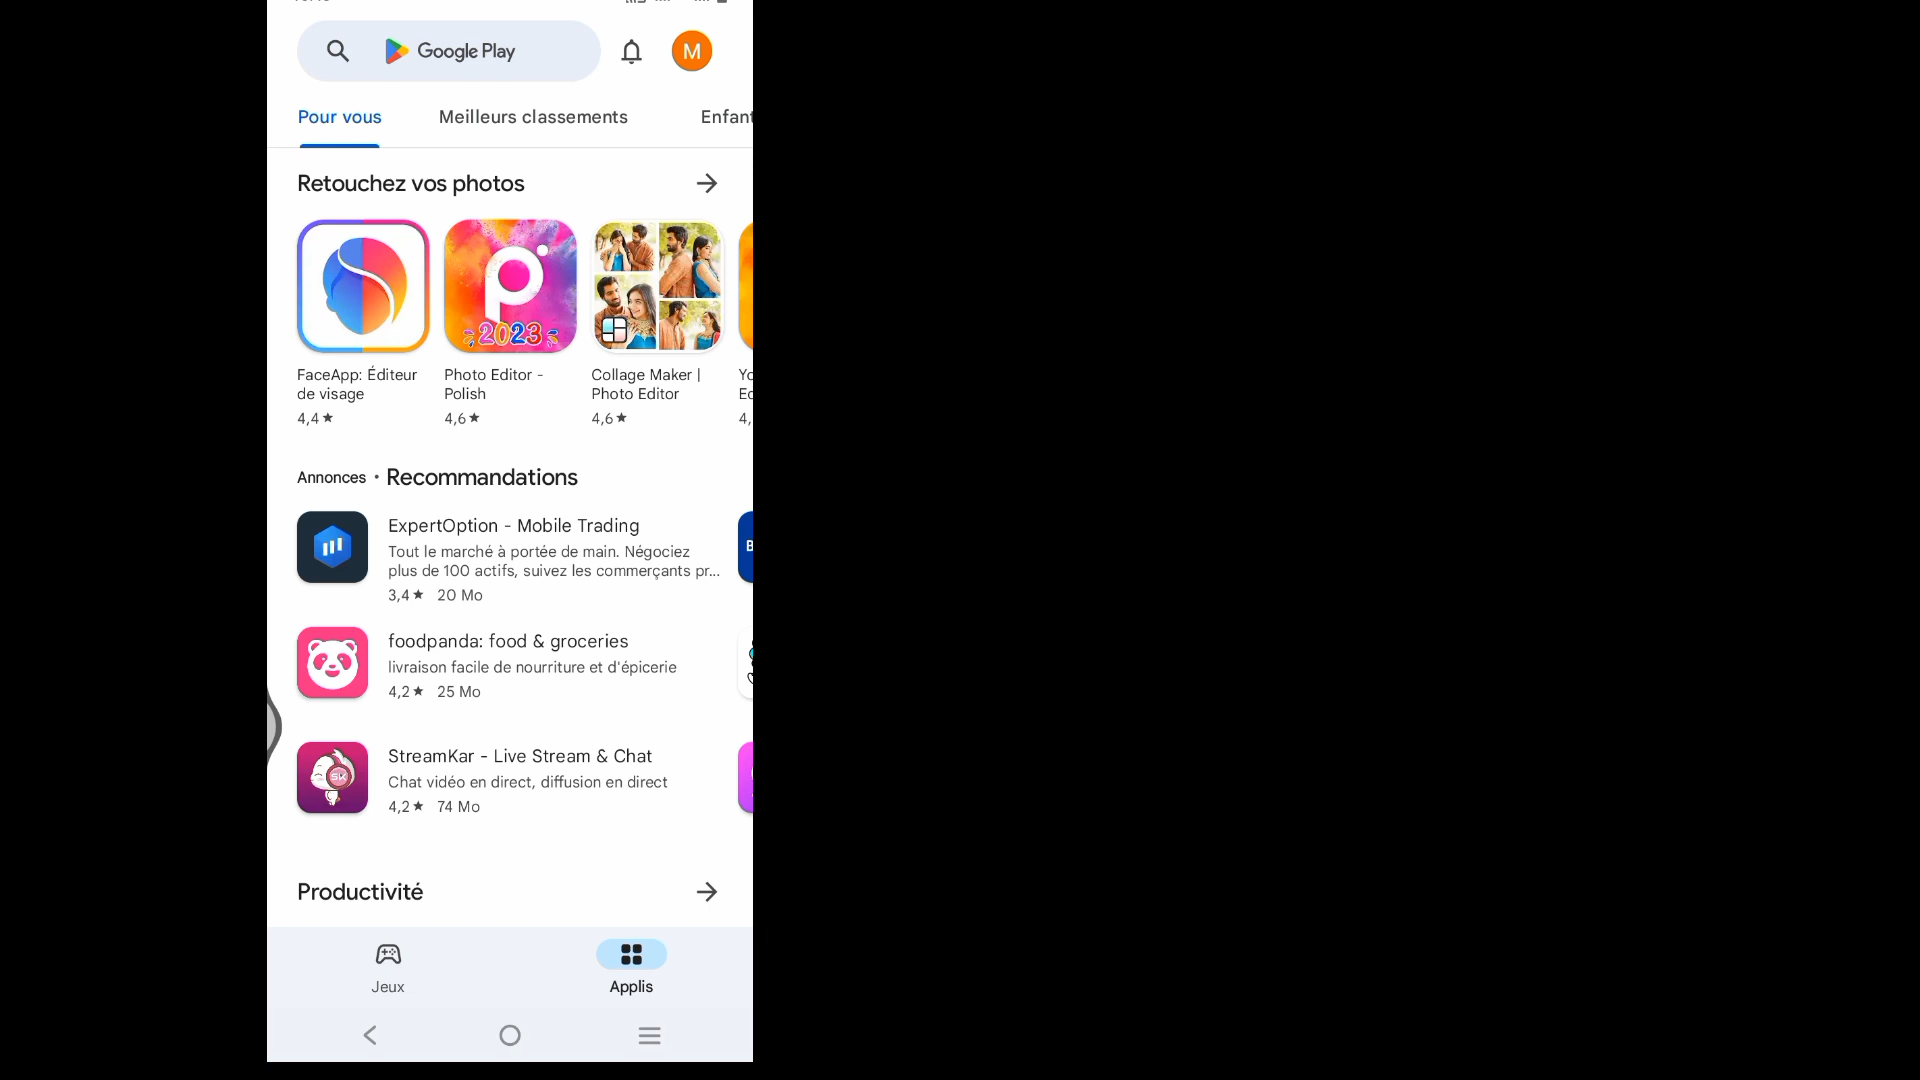 Google Play
M
Pour vous
Meilleurs classements
Enfant
Retouchez vos photos
2023
FaceApp: Éditeur
de visage
4,4★
Photo Editor -
Polish
4,6★
Collage Maker |
Photo Editor
4,6★
Annonces • Recommandations
ExpertOption - Mobile Trading
Tout le marché à portée de main. Négociez
plus de 100 actifs, suivez les commerçants pr...
3,4★ 20 Mo
foodpanda: food & groceries
livraison facile de nourriture et d'épicerie
4,2★ 25 Mo
SK
StreamKar - Live Stream & Chat
Chat vidéo en direct, diffusion en direct
4,2★ 74 Mo
Productivité
Jeux
Applis